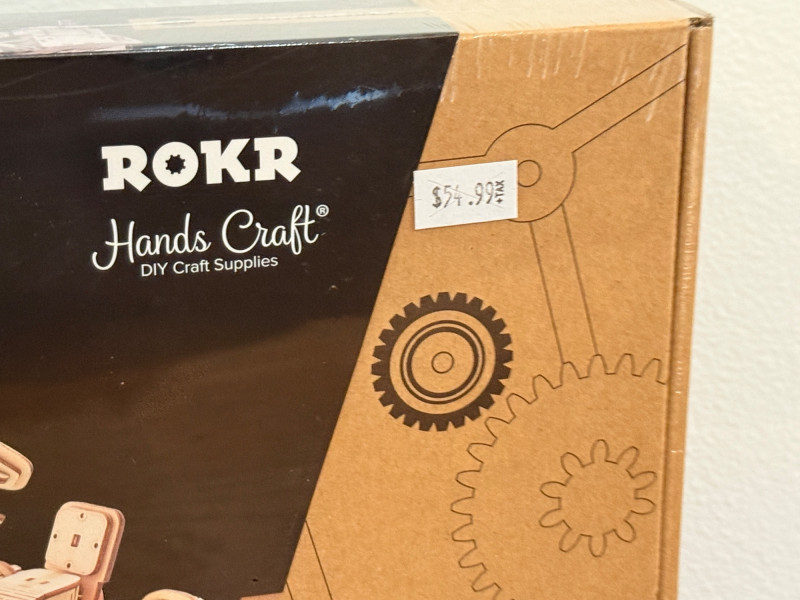 ROKR
Hands Craft®
DIY Craft Supplies
$54.99 +TAX